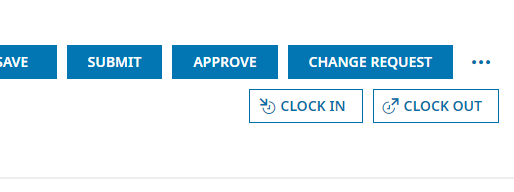 SAVE SUBMIT APPROVE CHANGE REQUEST
CLOCK IN CLOCK OUT